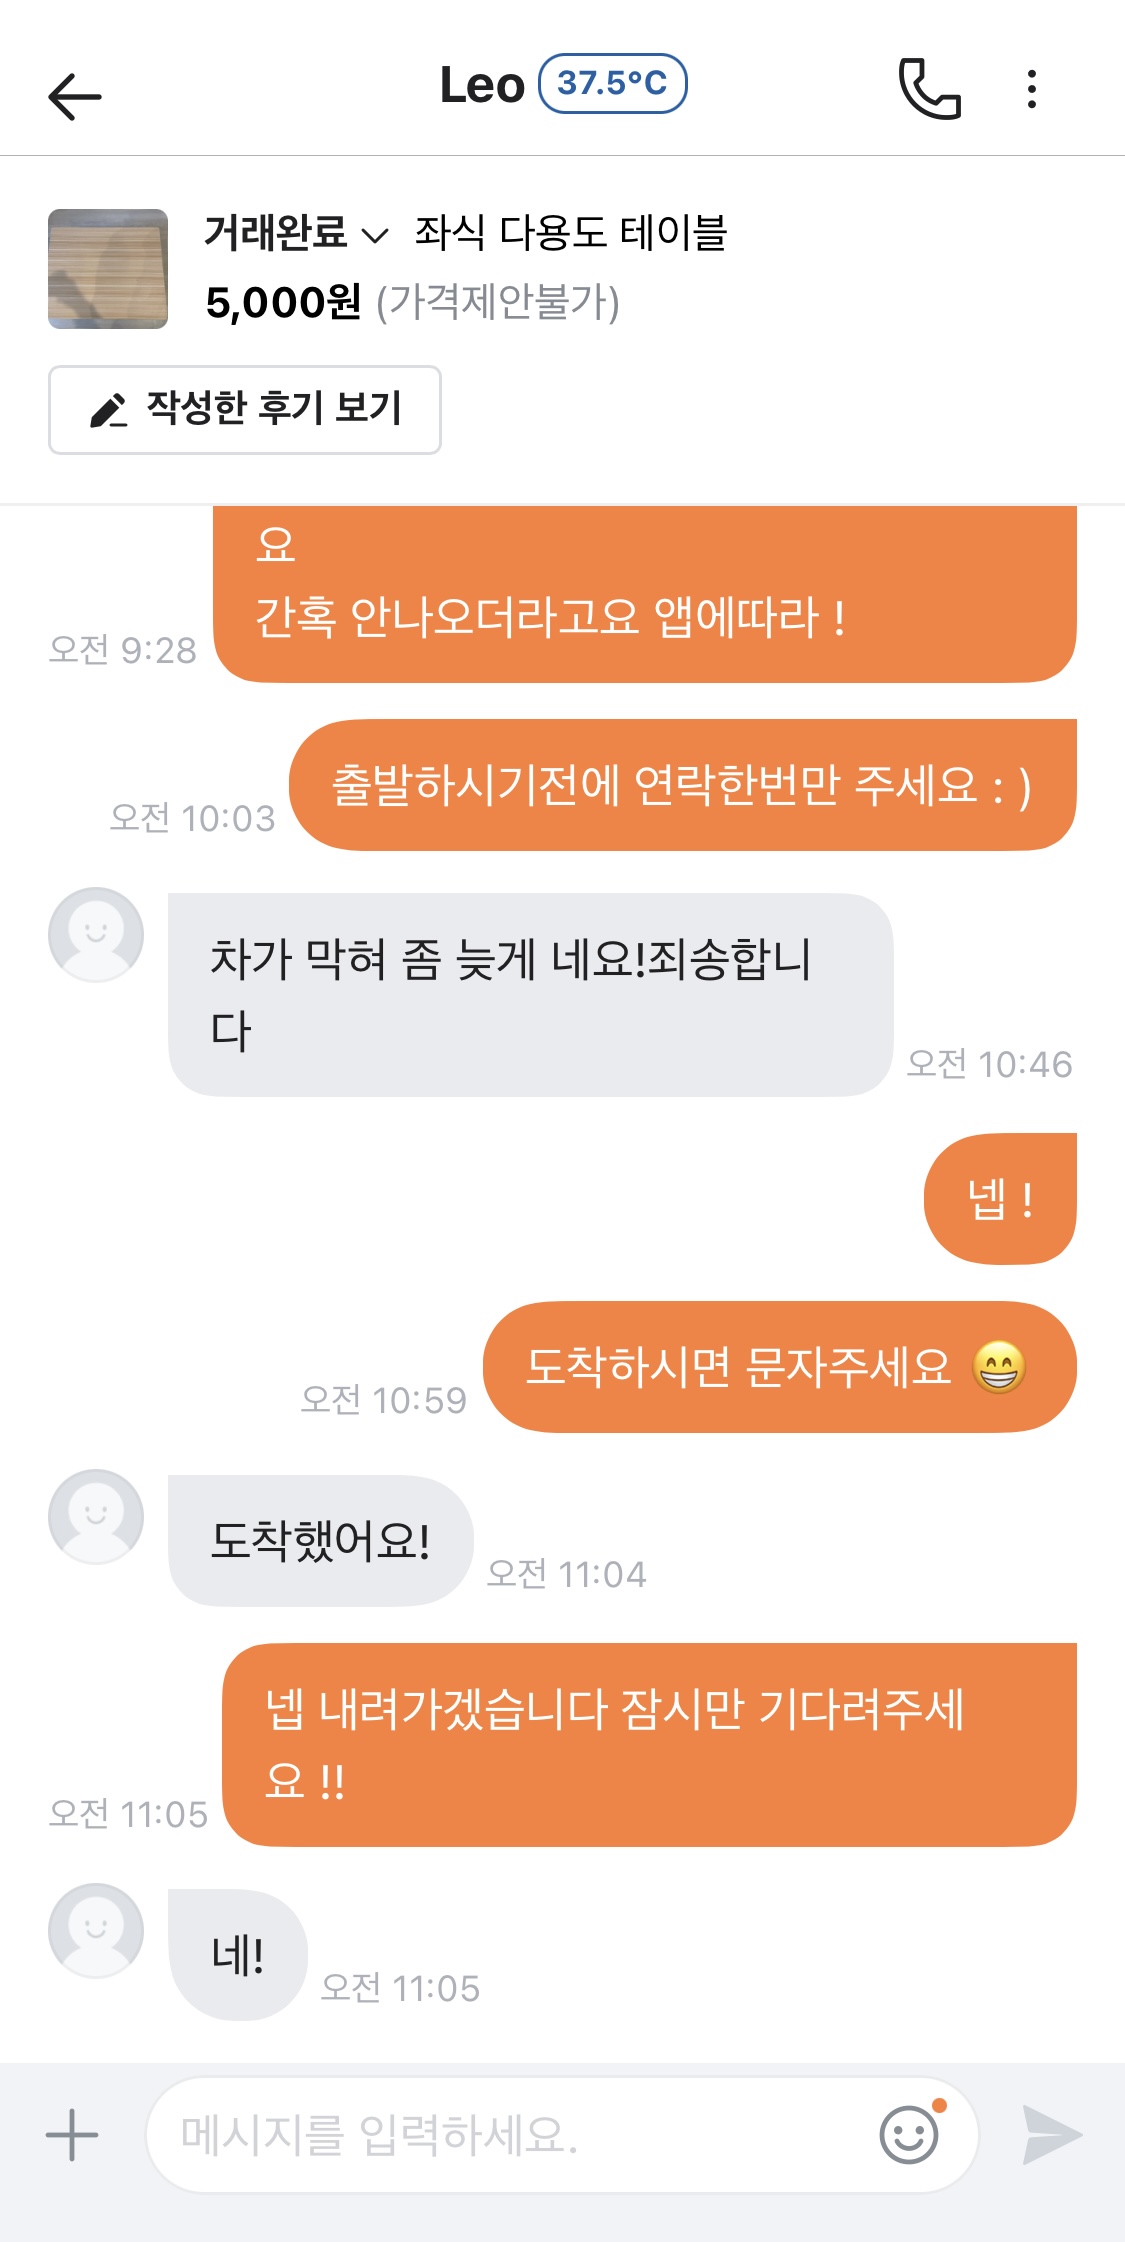 Leo 37.5°C
거래완료 좌식 다용도 테이블
5,000원 (가격제안불가)
작성한 후기 보기
요
간혹 안나오더라고요 앱에따라 !
오전 9:28
출발하시기전에 연락한번만 주세요 : )
오전 10:03
차가 막혀 좀 늦게 네요!죄송합니
다
오전 10:46
넵 !
도착하시면 문자주세요 😁
오전 10:59
도착했어요!
오전 11:04
넵 내려가겠습니다 잠시만 기다려주세
요 !!
오전 11:05
네!
오전 11:05
메시지를 입력하세요.